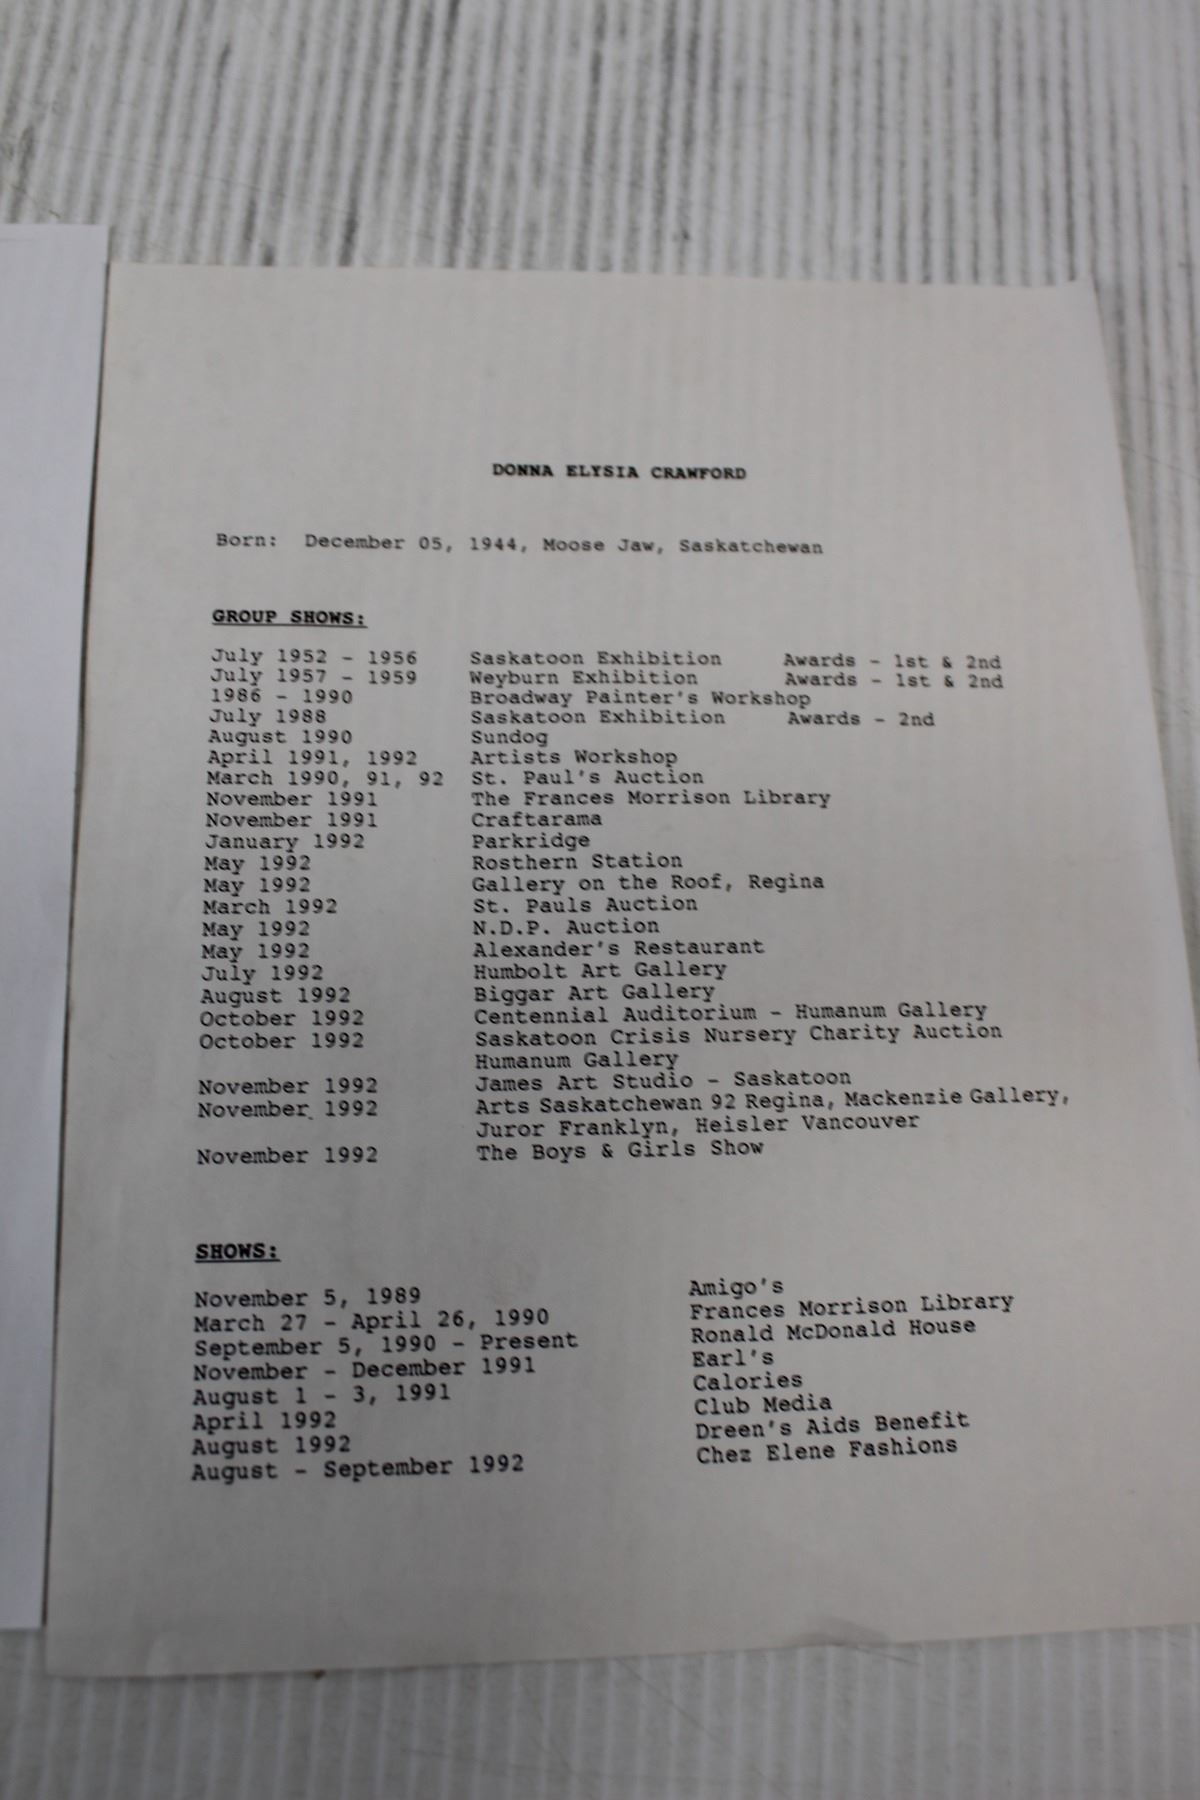 DONNA ELYSIA CRAWFORD
Born: December 05, 1944, Moose Jaw, Saskatchewan
GROUP SHOWS:
July 1952 - 1956 Saskatoon Exhibition Awards - 1st & 2nd
July 1957 - 1959 Weyburn Exhibition Awards - 1st & 2nd
1986 - 1990 Broadway Painter's Workshop
July 1988 Saskatoon Exhibition Awards - 2nd
August 1990 Sundog
April 1991, 1992 Artists Workshop
March 1990, 91, 92 St. Paul's Auction
November 1991 The Frances Morrison Library
November 1991 Craftarama
January 1992 Parkridge
May 1992 Rosthern Station
May 1992 Gallery on the Roof, Regina
March 1992 St. Pauls Auction
May 1992 N.D.P. Auction
May 1992 Alexander's Restaurant
July 1992 Humbolt Art Gallery
August 1992 Biggar Art Gallery
October 1992 Centennial Auditorium - Humanum Gallery
October 1992 Saskatoon Crisis Nursery Charity Auction
Humanum Gallery
November 1992 James Art Studio - Saskatoon
November 1992 Arts Saskatchewan 92 Regina, Mackenzie Gallery,
Juror Franklyn, Heisler Vancouver
November 1992 The Boys & Girls Show
SHOWS:
November 5, 1989 Amigo's
March 27 - April 26, 1990 Frances Morrison Library
September 5, 1990 - Present Ronald McDonald House
November - December 1991 Earl's
August 1 - 3, 1991 Calories
April 1992 Club Media
August 1992 Dreen's Aids Benefit
August - September 1992 Chez Elene Fashions